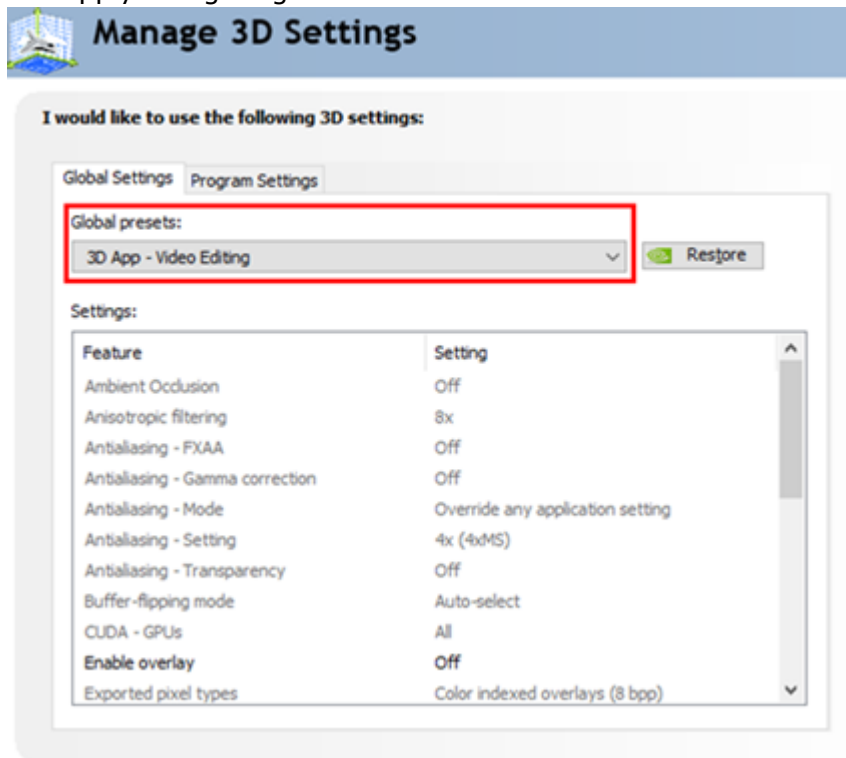 Manage 3D Settings
I would like to use the following 3D settings:
Global Settings Program Settings
Global presets:
3D App - Video Editing Restore
Settings:
Feature Setting
Ambient Occlusion Off
Anisotropic filtering 8x
Antialiasing - FXAA Off
Antialiasing - Gamma correction Off
Antialiasing - Mode Override any application setting
Antialiasing - Setting 4x (4xMS)
Antialiasing - Transparency Off
Buffer-flipping mode Auto-select
CUDA - GPUs All
Enable overlay Off
Exported pixel types Color indexed overlays (8 bpp)